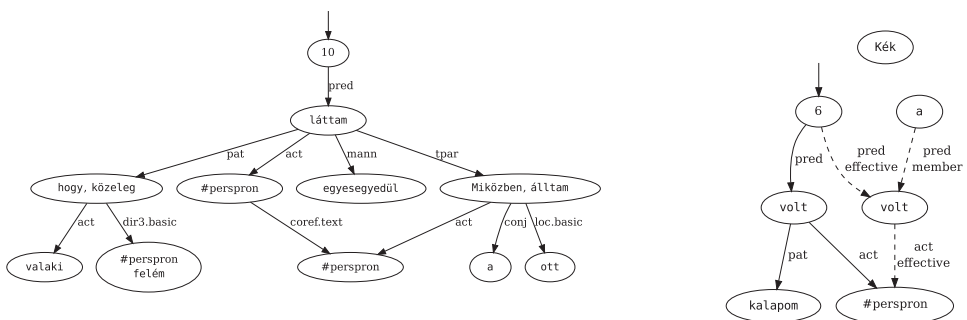 10
pred
láttam
pat act mann tpar
hogy, közeleg #perspron egyesegyedül Miközben, álltam
act dir3.basic coref.text act conj loc.basic
valaki #perspron #perspron a ott
felém
Kék
6 a
pred pred pred
effective member
volt volt
pat act act
effective
kalapom #perspron